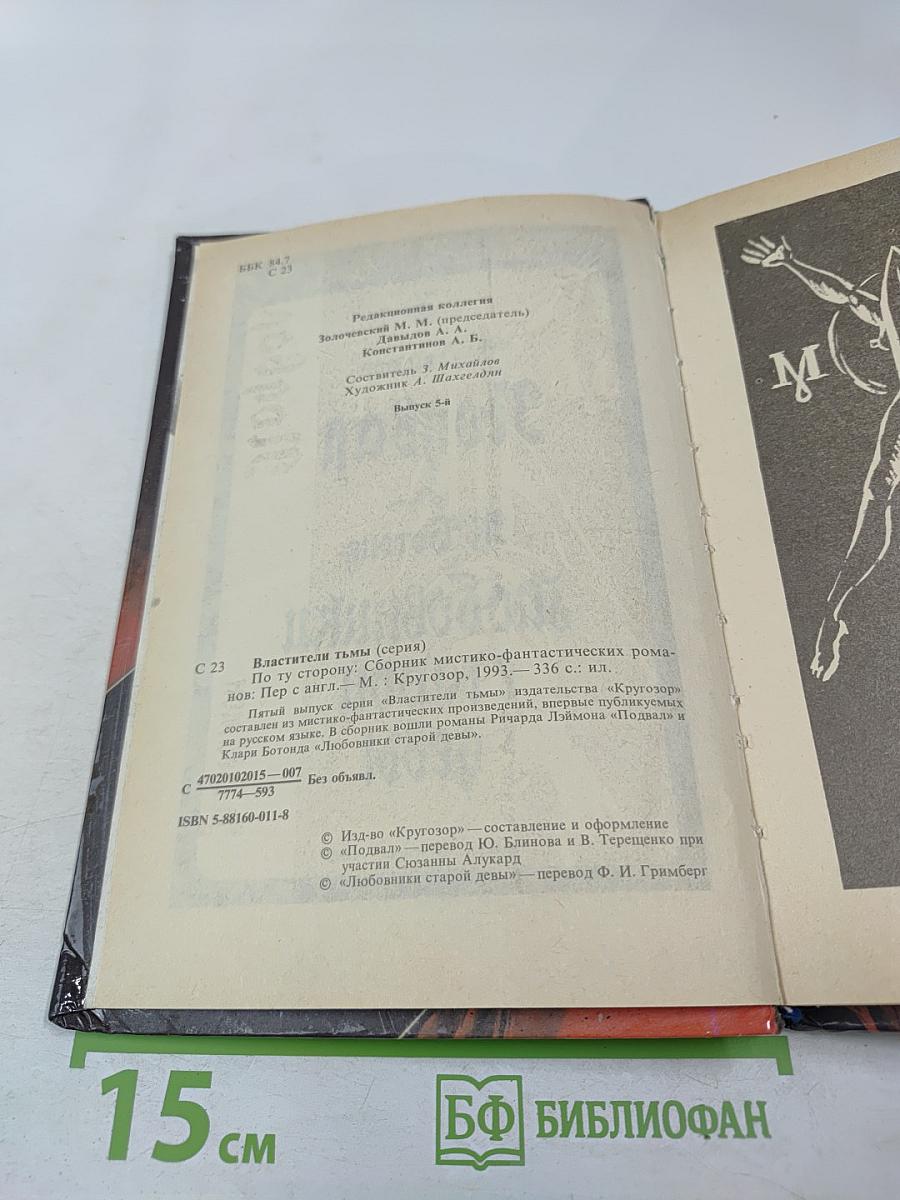 ББК 84.7
С 23
Редакционная коллегия
Золочевский М. М. (председатель)
Давыдов А. А.
Константинов А. Б.
Соствитель З. Михайлов
Художник А. Шахгелдян
Выпуск 5-й
С 23 Властители тьмы (серия)
По ту сторону: Сборник мистико-фантастических рома-
нов: Пер с англ.— М. : Кругозор, 1993.— 336 с.: ил.
Пятый выпуск серии «Властители тьмы» издательства «Кругозор»
составлен из мистико-фантастических произведений, впервые публикуемых
на русском языке. В сборник вошли романы Ричарда Лэймона «Подвал» и
Клари Ботонда «Любовники старой девы».
С 47020102015—007 Без объявл.
7774—593
ISBN 5-88160-011-8
© Изд-во «Кругозор» — составление и оформление
© «Подвал» — перевод Ю. Блинова и В. Терещенко при
участии Сюзанны Алукард
© «Любовники старой девы» — перевод Ф. И. Гримберг
М
15 см
БФ БИБЛИОФАН